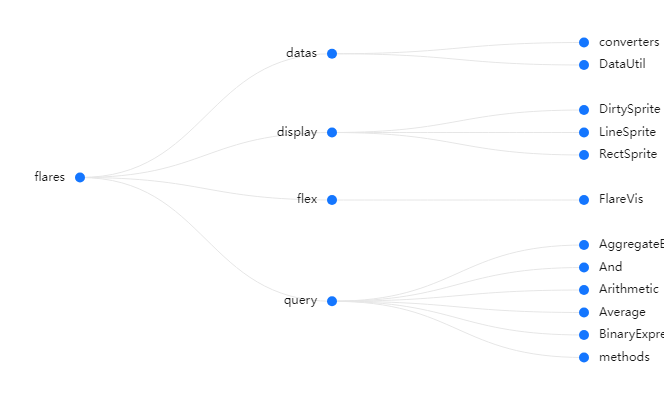 flares
datas
converters
DataUtil
display
DirtySprite
LineSprite
RectSprite
flex
FlareVis
query
AggregateE
And
Arithmetic
Average
BinaryExpre
methods